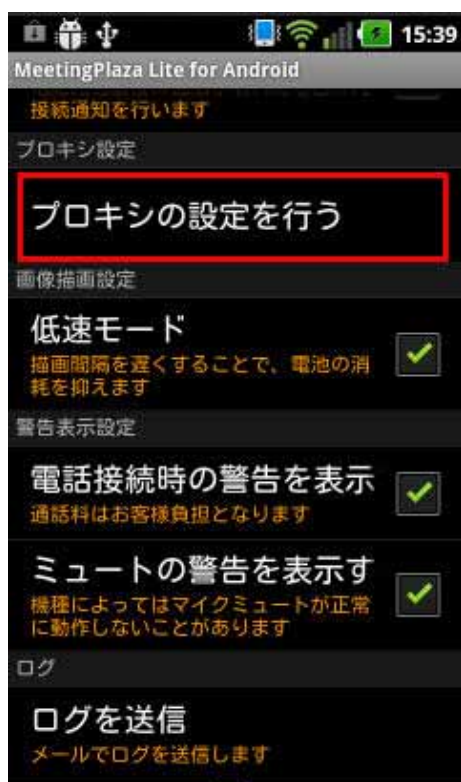 15:39
MeetingPlaza Lite for Android
接続通知を行います
プロキシ設定
プロキシの設定を行う
画像描画設定
低速モード
描画間隔を遅くすることで、電池の消
耗を抑えます
警告表示設定
電話接続時の警告を表示
通話料はお客様負担となります
ミュートの警告を表示す
機種によってはマイクミュートが正常
に動作しないことがあります
ログ
ログを送信
メールでログを送信します